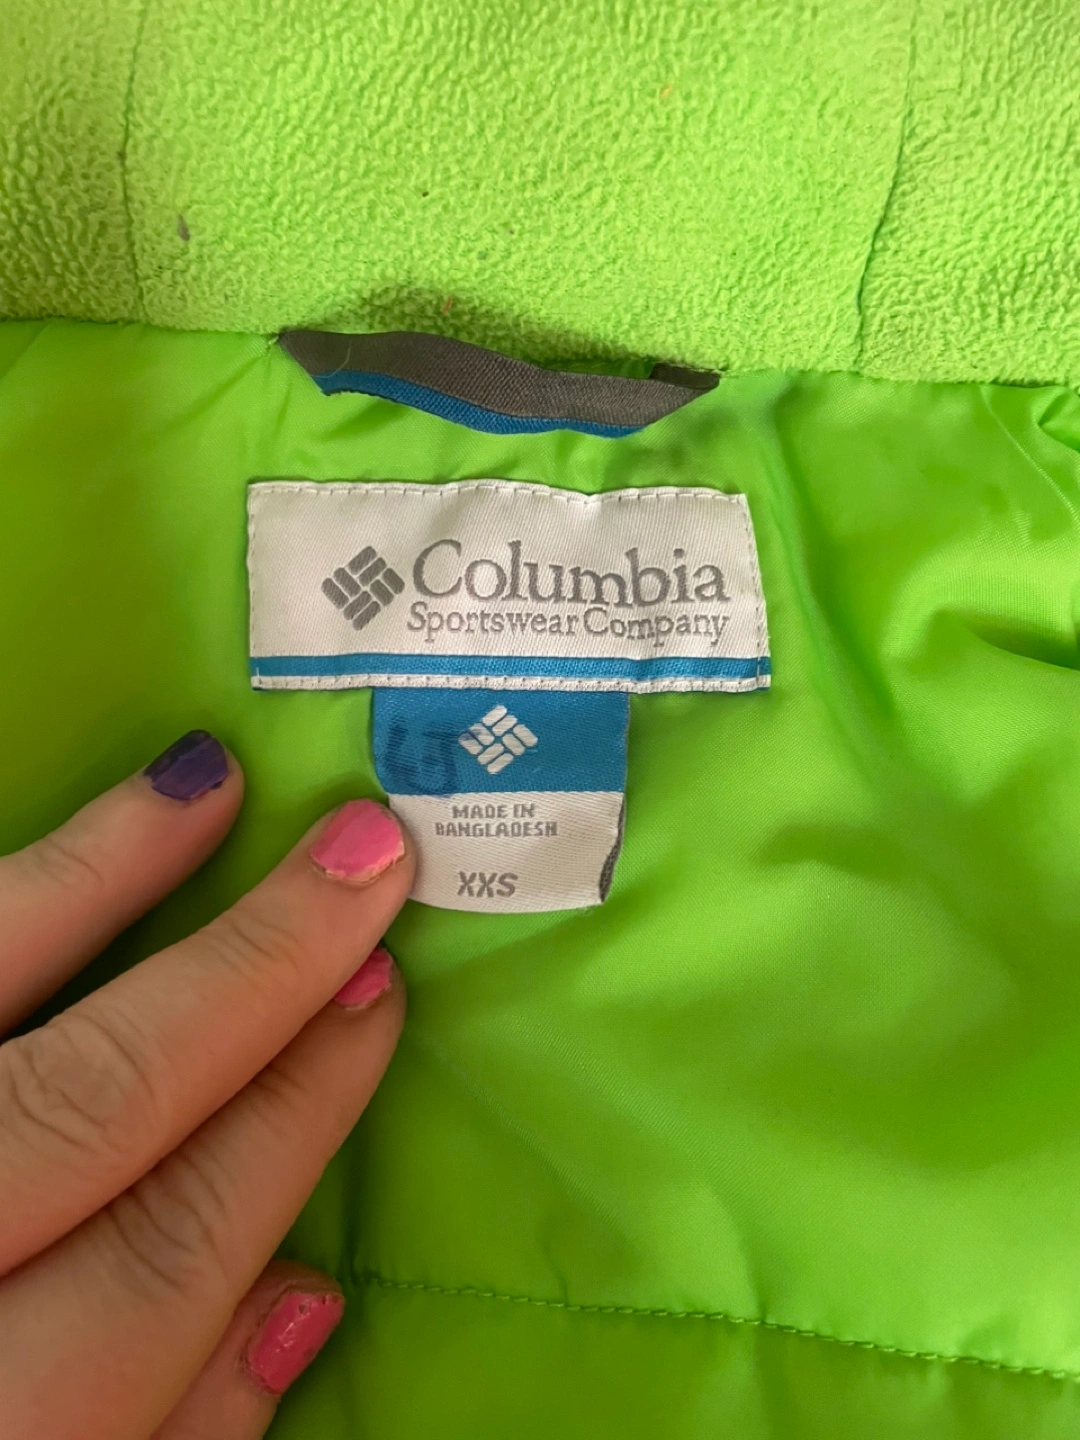 Columbia
Sportswear Company
MADE IN
BANGLADESH
XXS